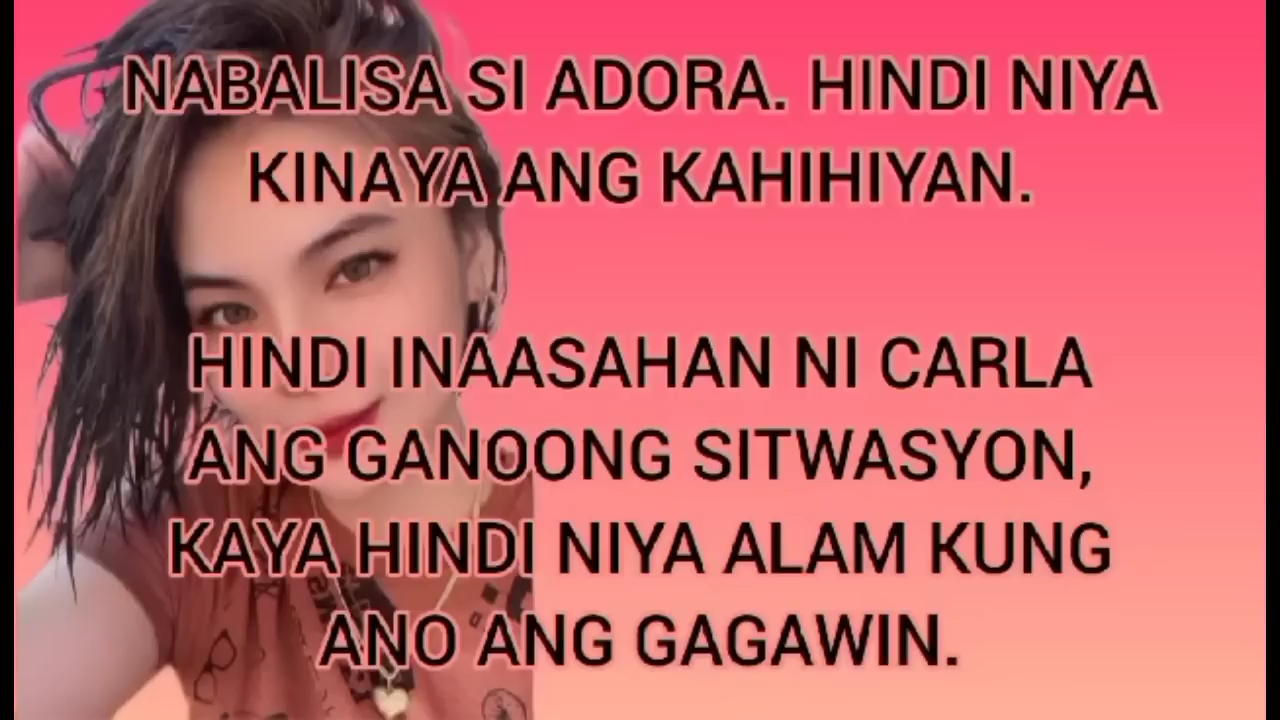 NABALISA SI ADORA. HINDI NIYA
KINAYA ANG KAHIHIYAN.
HINDI INAASAHAN NI CARLA
ANG GANOONG SITWASYON,
KAYA HINDI NIYA ALAM KUNG
ANO ANG GAGAWIN.